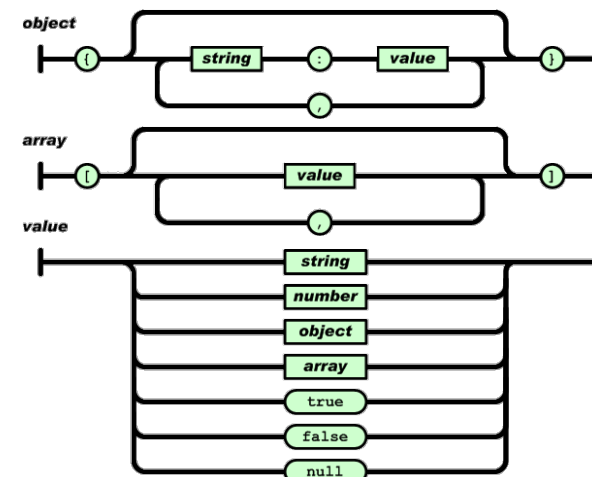 object
{ string : value }
,
array
[ value ]
,
value
string
number
object
array
true
false
null